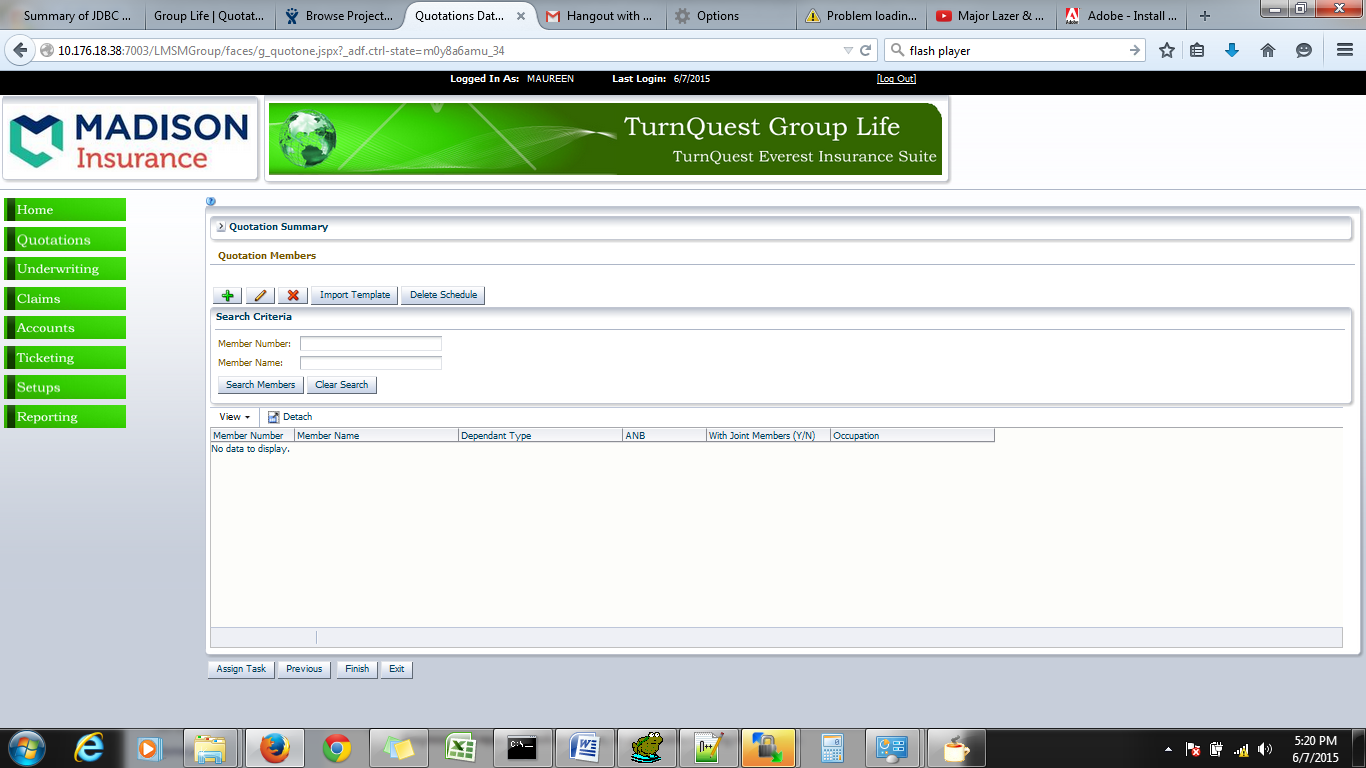 Summary of JDBC ...
Group Life | Quotat...
Browse Project...
Quotations Dat...
Hangout with ...
Options
Problem loadin...
Major Lazer & ...
Adobe - Install ...
10.176.18.38:7003/LMSMGroup/faces/g_quotone.jspx?_adf.ctrl-state=m0y8a6amu_34
flash player
Logged In As: MAUREEN Last Login: 6/7/2015 [Log Out]
MADISON
Insurance
TurnQuest Group Life
TurnQuest Everest Insurance Suite
Home
Quotations
Underwriting
Claims
Accounts
Ticketing
Setups
Reporting
Quotation Summary
Quotation Members
Import Template Delete Schedule
Search Criteria
Member Number:
Member Name:
Search Members Clear Search
View Detach
Member Number Member Name Dependant Type ANB With Joint Members (Y/N) Occupation
No data to display.
Assign Task Previous Finish Exit
5:20 PM
6/7/2015